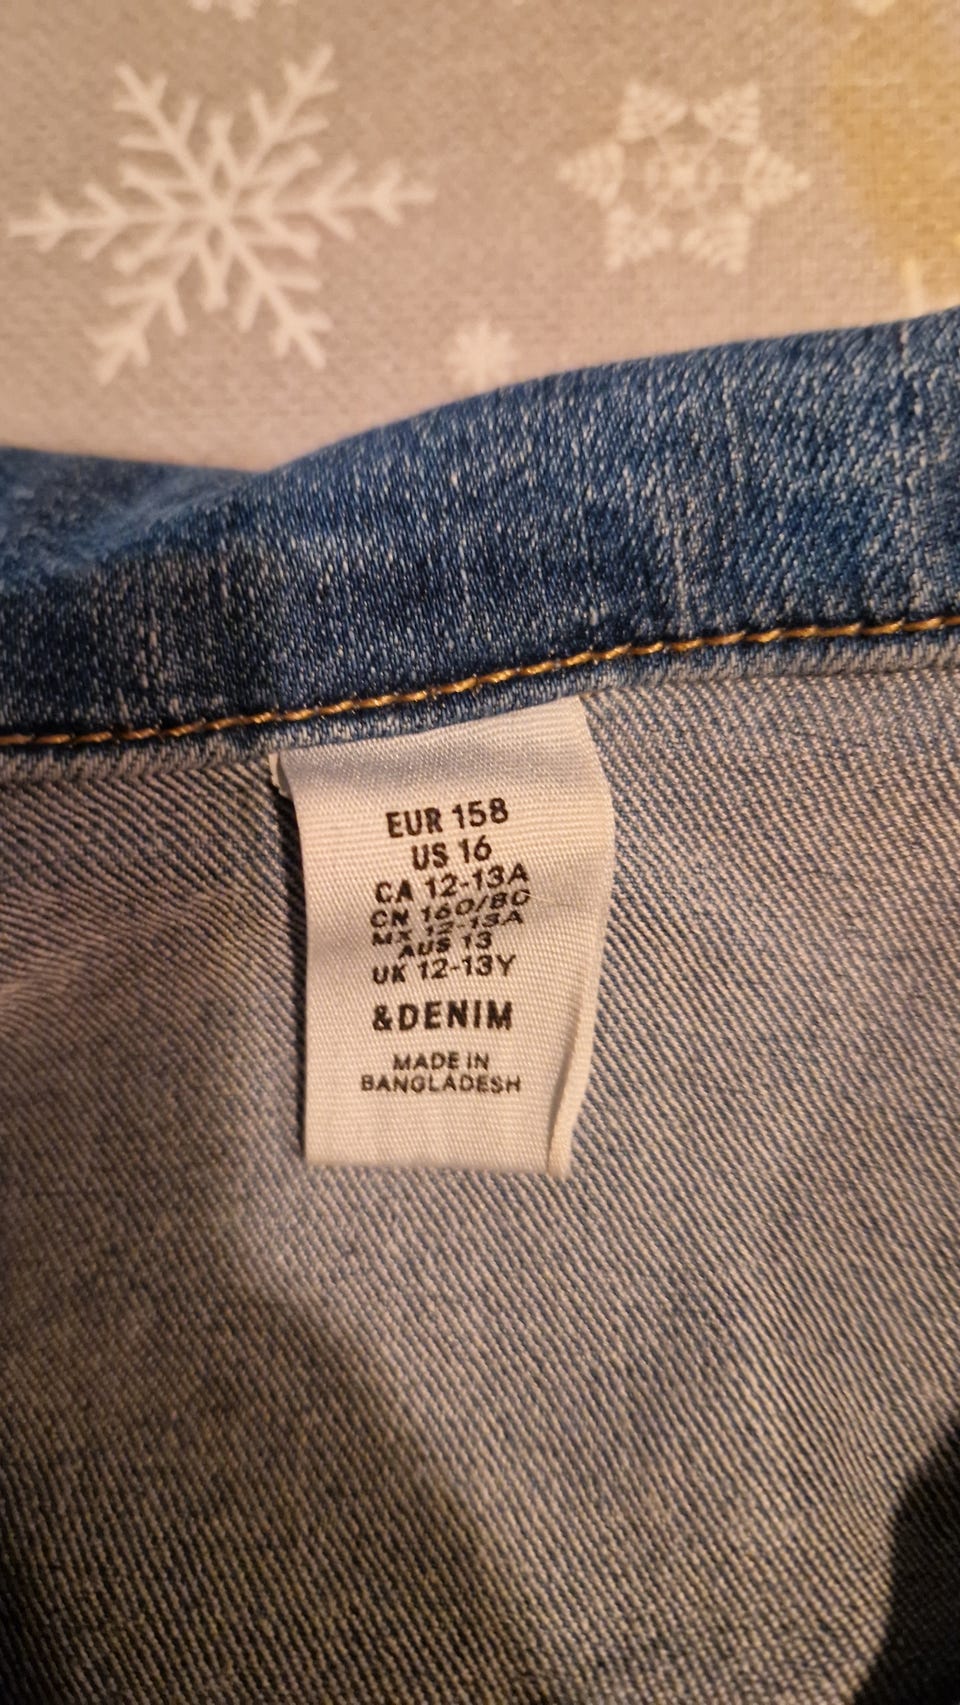 EUR 158
US 16
CA 12-13A
CN 160/80
MX 12-13A
AUS 13
UK 12-13Y
&DENIM
MADE IN
BANGLADESH